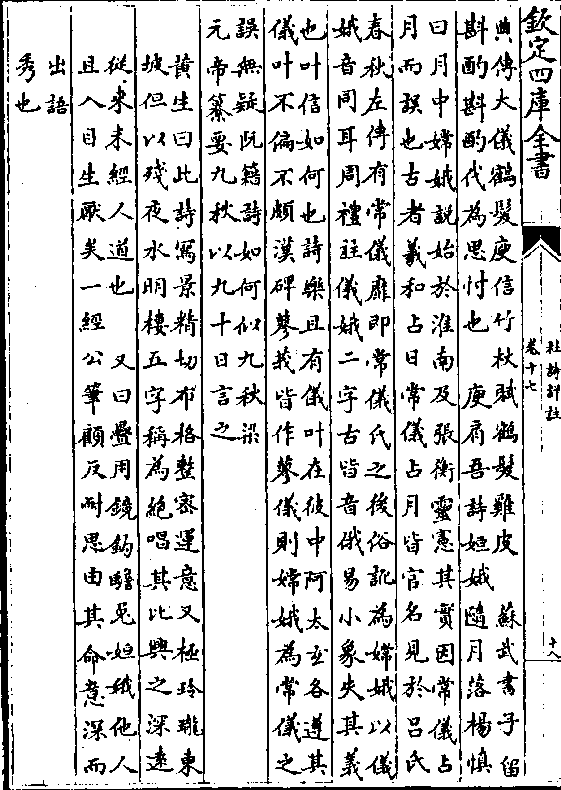 欽定四庫全書
杜詩詳註
卷十七
十八
典傳大儀鶴髮庾信竹杖賦鶴髮雞皮　蘇武書子留
斟酌斟酌代為思忖也　庾肩吾詩姮娥隨月落楊慎
曰月中嫦娥説始於淮南及張衡靈憲其實因常儀占
月而誤也古者羲和占日常儀占月皆官名見於呂氏
春秋左傳有常儀靡即常儀氏之後俗訛為嫦娥以儀
娥音同耳周禮註儀娥二字古皆音俄易小象失其義
也叶信如何也詩樂且有儀叶在彼中阿太玄各遵其
儀叶不偏不頗漢碑蓼莪皆作蓼儀則嫦娥為常儀之
誤無疑阮籍詩如何似九秋梁
元帝纂要九秋以九十日言之
黃生曰此詩寫景精切布格整密運意又極玲瓏東
坡但以殘夜水明樓五字稱為絶唱其比興之深遠
從來未經人道也　又曰疊用鏡鈎蟾兎姮娥他人
且入目生厭矣一經公筆顧反耐思由其命意深而
出語
秀也